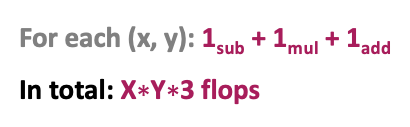 For each (x, y): 1sub + 1mul + 1add
In total: X*Y*3 flops